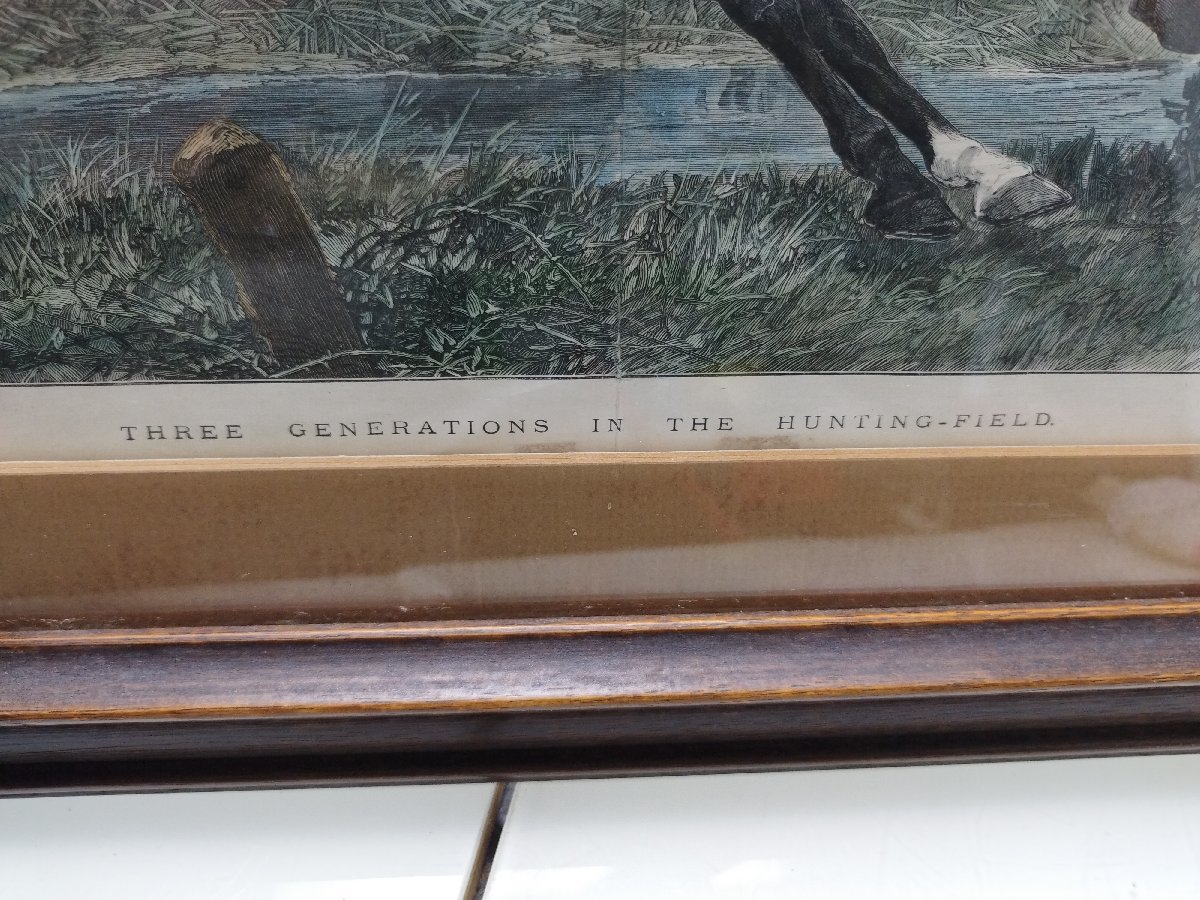 THREE GENERATIONS IN THE HUNTING-FIELD.